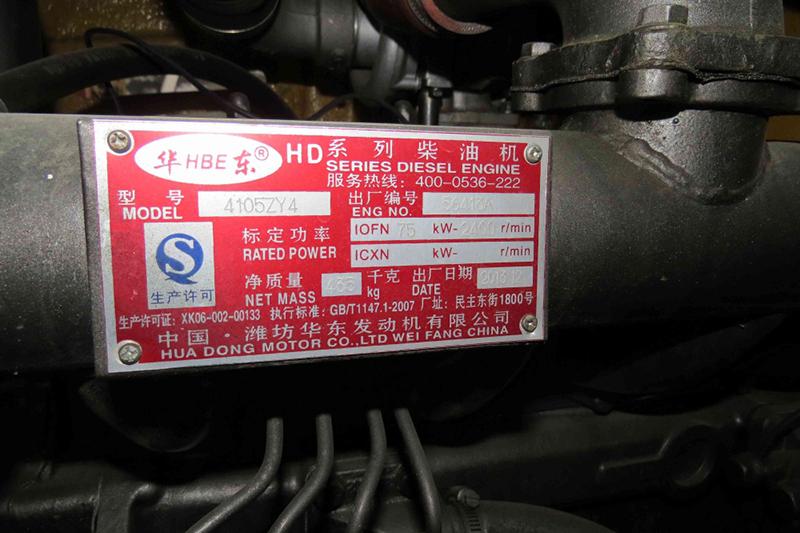 华 HBE 东® HD 系列柴油机
SERIES DIESEL ENGINE
服务热线: 400-0536-222
型号 4105ZY4 出厂编号
MODEL ENG NO.
标定功率 IOFN 75 kW- 2400 r/min
RATED POWER ICXN kW- r/min
生产许可
净质量 千克 出厂日期
NET MASS kg DATE
生产许可证: XK06-002-00133 执行标准: GB/T1147.1-2007 厂址: 民主东街1800号
中国·潍坊华东发动机有限公司
HUA DONG MOTOR CO.,LTD WEI FANG CHINA